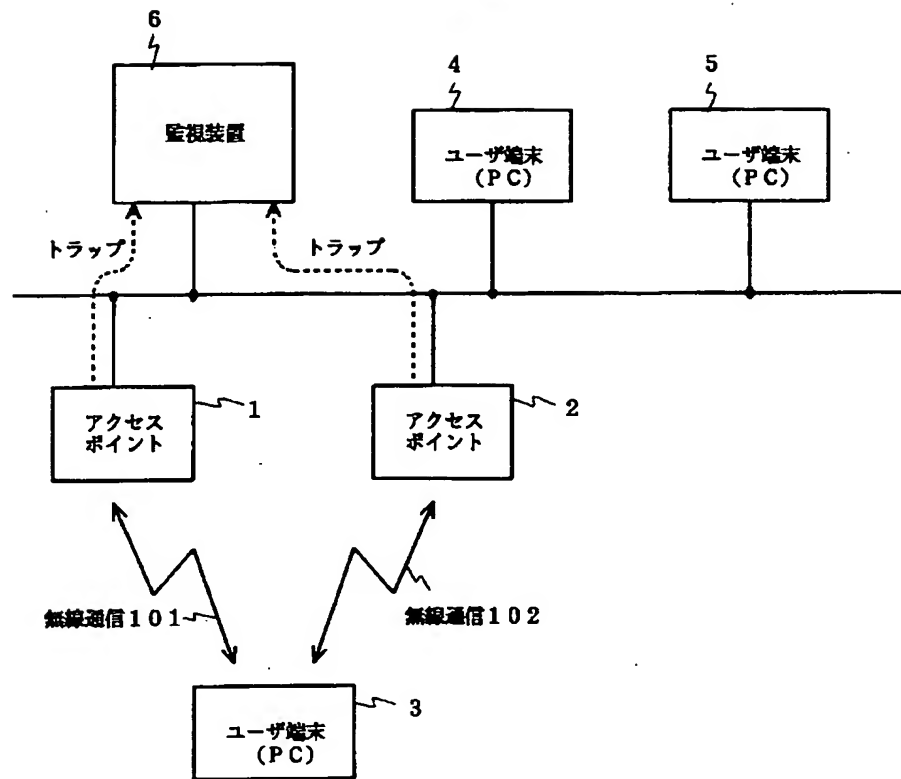 6
監視装置
4
ユーザ端末
(PC)
5
ユーザ端末
(PC)
トラップ
トラップ
アクセス
ポイント
1
アクセス
ポイント
2
無線通信101
無線通信102
ユーザ端末
(PC)
3